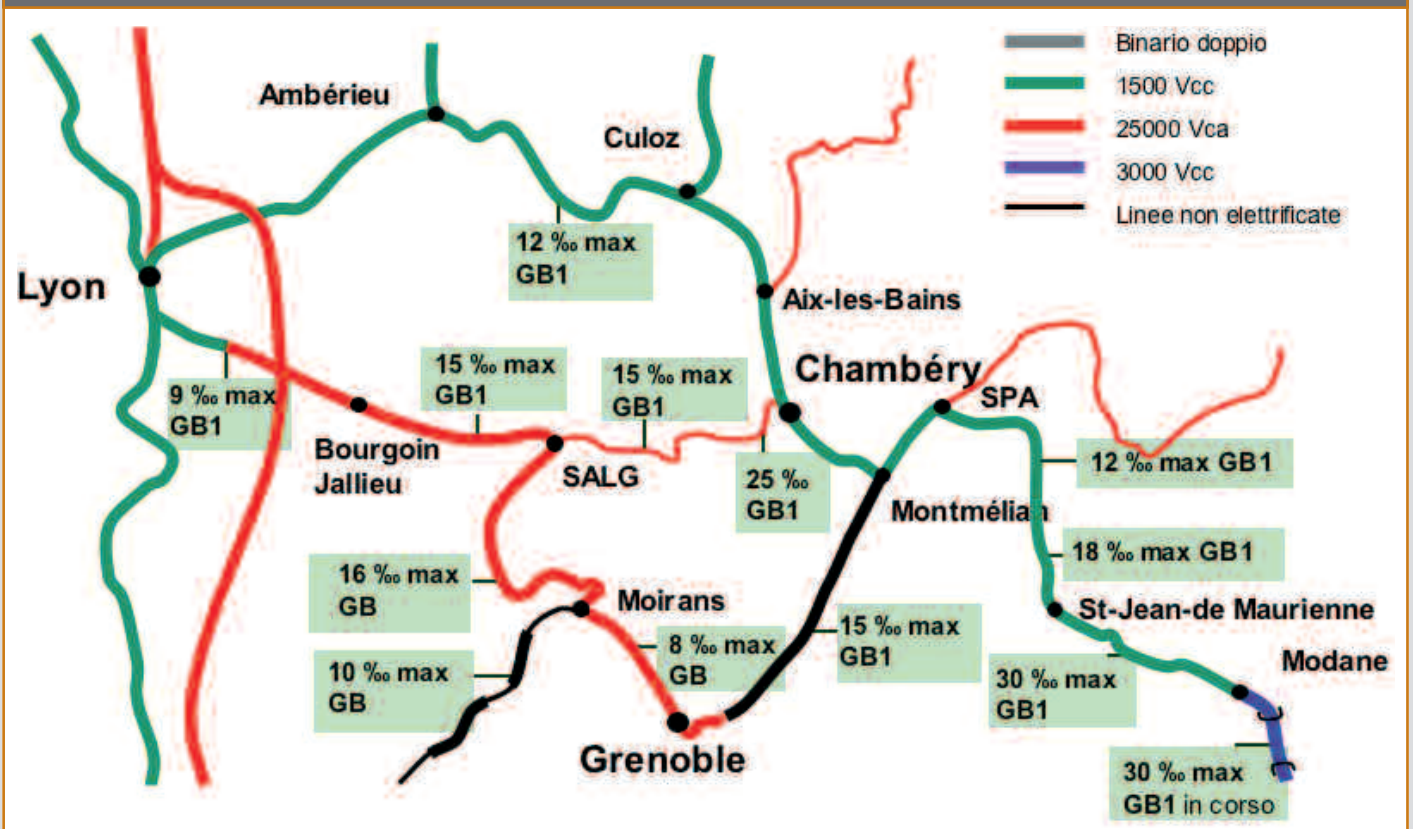 Binario doppio
1500 Vcc
25000 Vca
3000 Vcc
Linee non elettrificate
Ambérieu
Culoz
12 ‰ max
GB1
Lyon
Aix-les-Bains
Chambéry
SPA
15 ‰ max
GB1
15 ‰ max
GB1
9 ‰ max
GB1
Bourgoin
Jallieu
SALG
25 ‰
GB1
Montmélian
12 ‰ max GB1
18 ‰ max GB1
16 ‰ max
GB
Moirans
St-Jean-de Maurienne
15 ‰ max
GB1
8 ‰ max
GB
10 ‰ max
GB
Modane
30 ‰ max
GB1
Grenoble
30 ‰ max
GB1 in corso